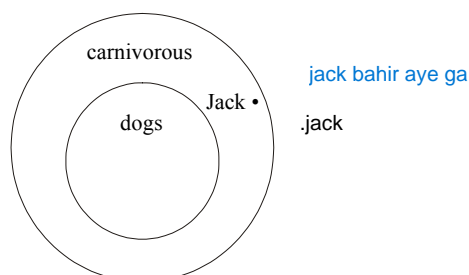 carnivorous
jack bahir aye ga
Jack •
dogs
.jack